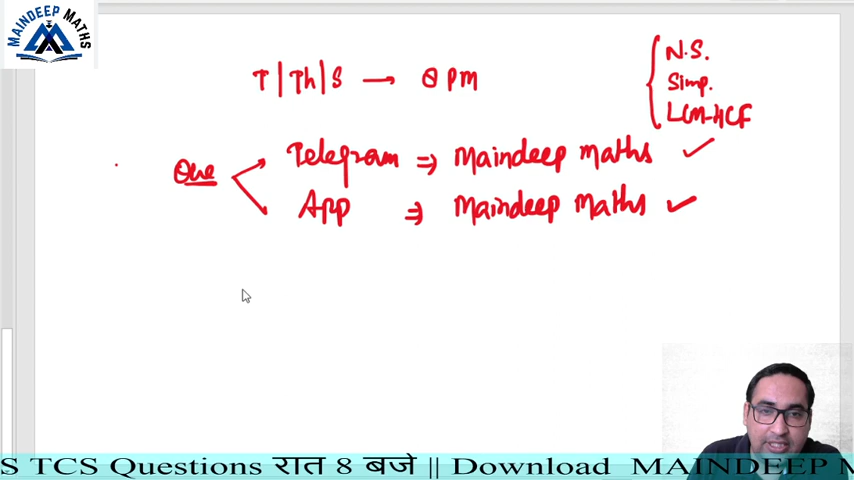 MAINDEEP MATHS
T | Th | S → 8 PM
N.S.
Simp.
LCM-HCF
Que
Telegram ⇒ Maindeep Maths ✓
App ⇒ Maindeep Maths ✓
S TCS Questions रात 8 बजे || Download MAINDEEP M